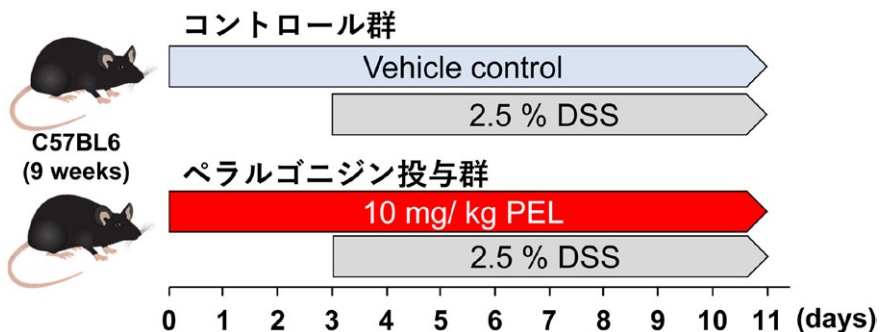 コントロール群
Vehicle control
2.5 % DSS
C57BL6
(9 weeks)
ペラルゴニジン投与群
10 mg/ kg PEL
2.5 % DSS
0 1 2 3 4 5 6 7 8 9 10 11 (days)